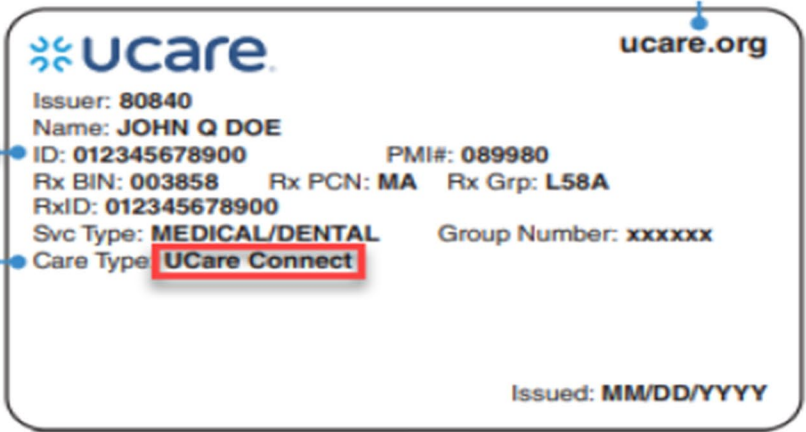 ucare
ucare.org
Issuer: 80840
Name: JOHN Q DOE
ID: 012345678900 PMI#: 089980
Rx BIN: 003858 Rx PCN: MA Rx Grp: L58A
RxID: 012345678900
Svc Type: MEDICAL/DENTAL Group Number: xxxxxx
Care Type: UCare Connect
Issued: MM/DD/YYYY